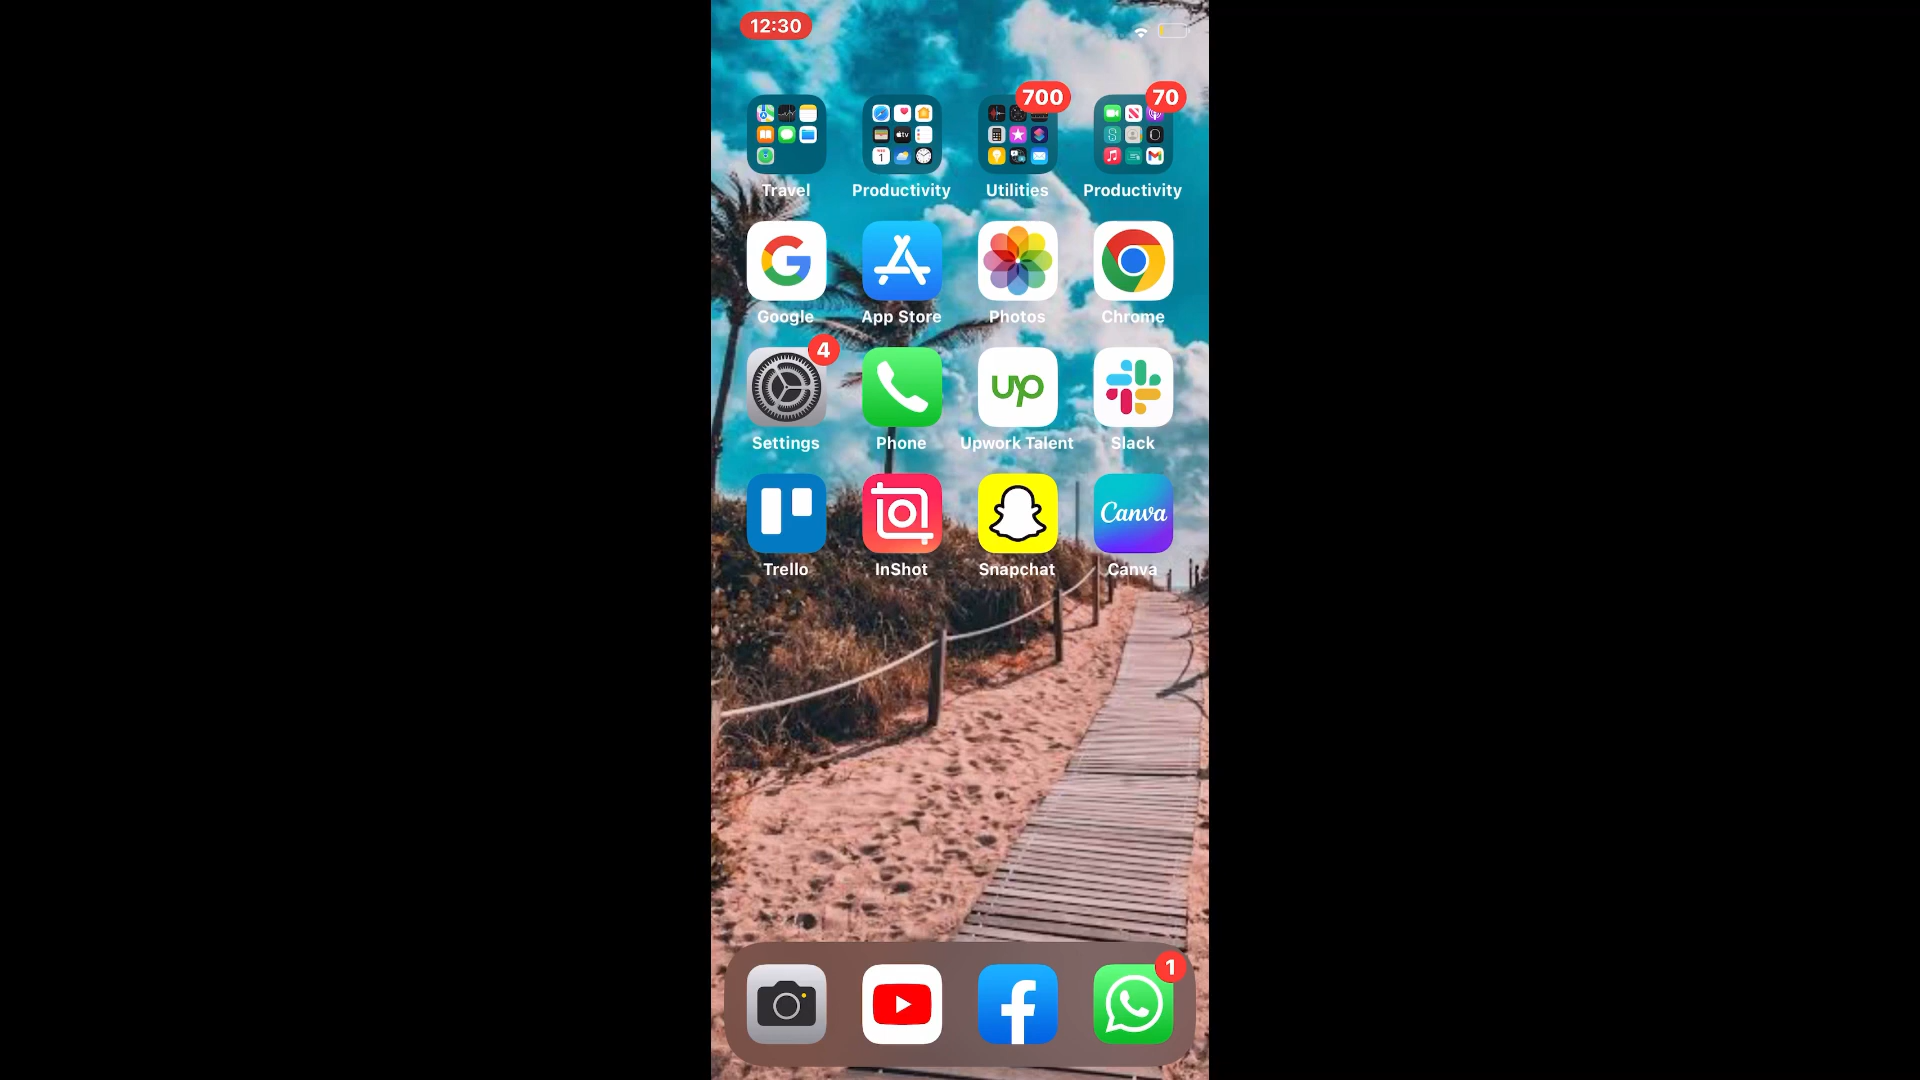 12:30
700
70
Travel
Productivity
Utilities
Productivity
Google
App Store
Photos
Chrome
4
Settings
Phone
up
Upwork Talent
Slack
Canva
Trello
InShot
Snapchat
Canva
1